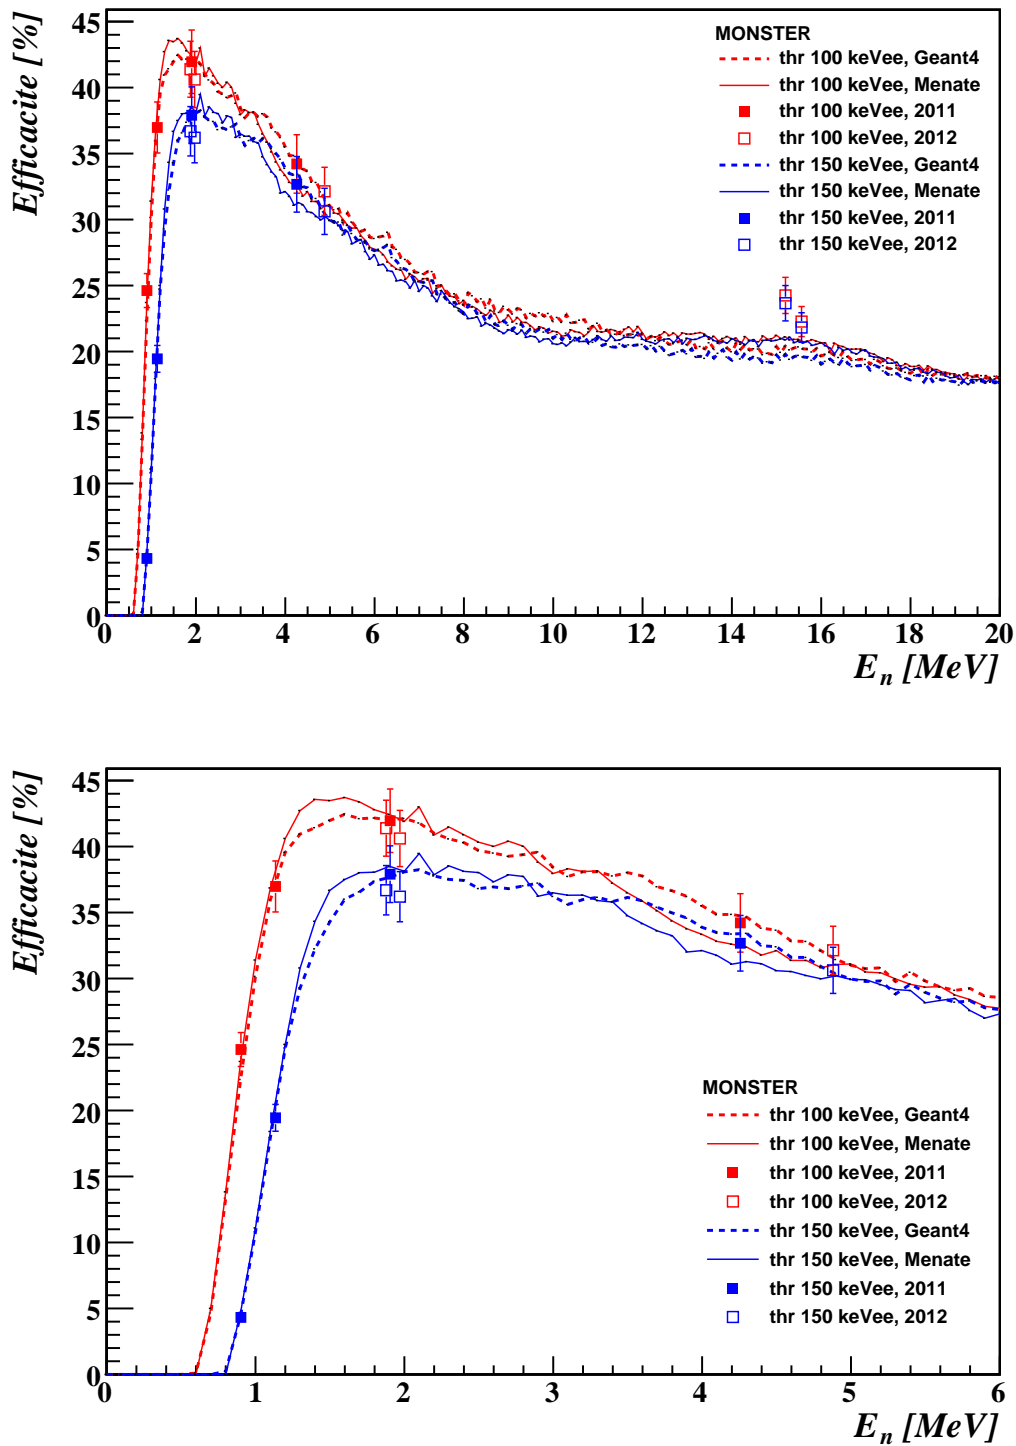 Efficacite [%]
45
40
35
30
25
20
15
10
5
0
0 2 4 6 8 10 12 14 16 18 20
E_n [MeV]
MONSTER
thr 100 keVee, Geant4
thr 100 keVee, Menate
thr 100 keVee, 2011
thr 100 keVee, 2012
thr 150 keVee, Geant4
thr 150 keVee, Menate
thr 150 keVee, 2011
thr 150 keVee, 2012
Efficacite [%]
45
40
35
30
25
20
15
10
5
0
0 1 2 3 4 5 6
E_n [MeV]
MONSTER
thr 100 keVee, Geant4
thr 100 keVee, Menate
thr 100 keVee, 2011
thr 100 keVee, 2012
thr 150 keVee, Geant4
thr 150 keVee, Menate
thr 150 keVee, 2011
thr 150 keVee, 2012